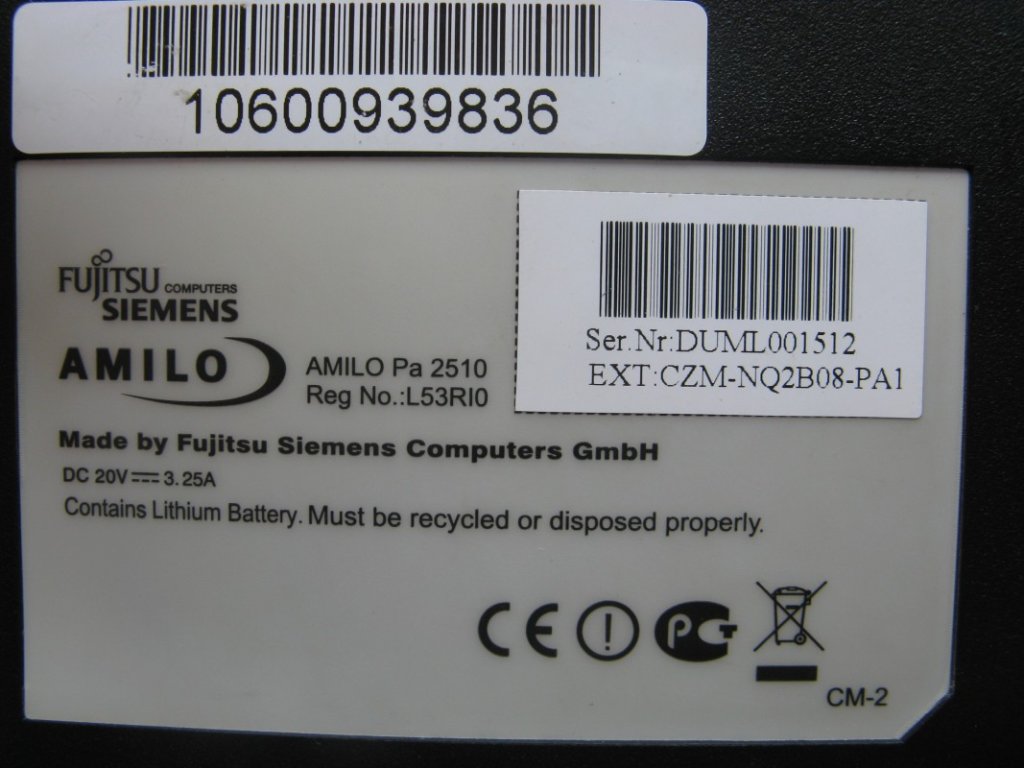 10600939836
FUJITSU COMPUTERS
SIEMENS
AMILO
AMILO Pa 2510
Reg No.:L53RI0
Ser.Nr:DUML001512
EXT:CZM-NQ2B08-PA1
Made by Fujitsu Siemens Computers GmbH
DC 20V⎓3.25A
Contains Lithium Battery. Must be recycled or disposed properly.
CE
PCT
CM-2